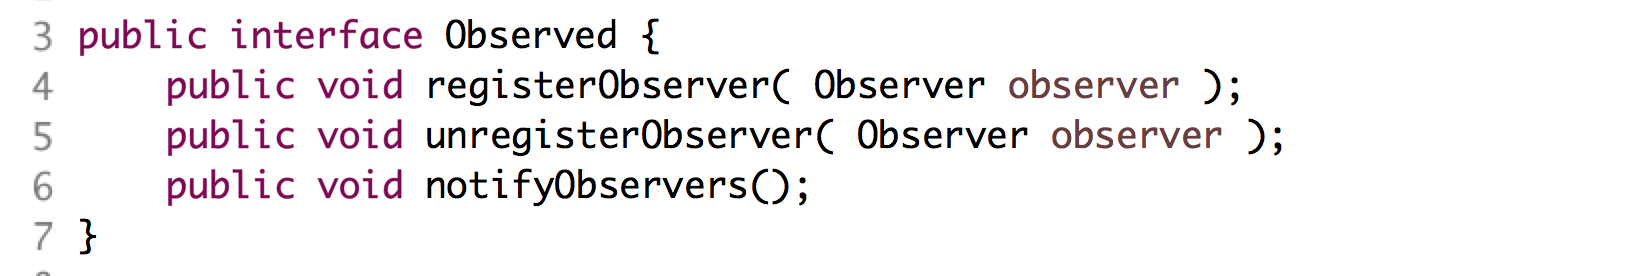 3 public interface Observed {
4     public void registerObserver( Observer observer );
5     public void unregisterObserver( Observer observer );
6     public void notifyObservers();
7 }